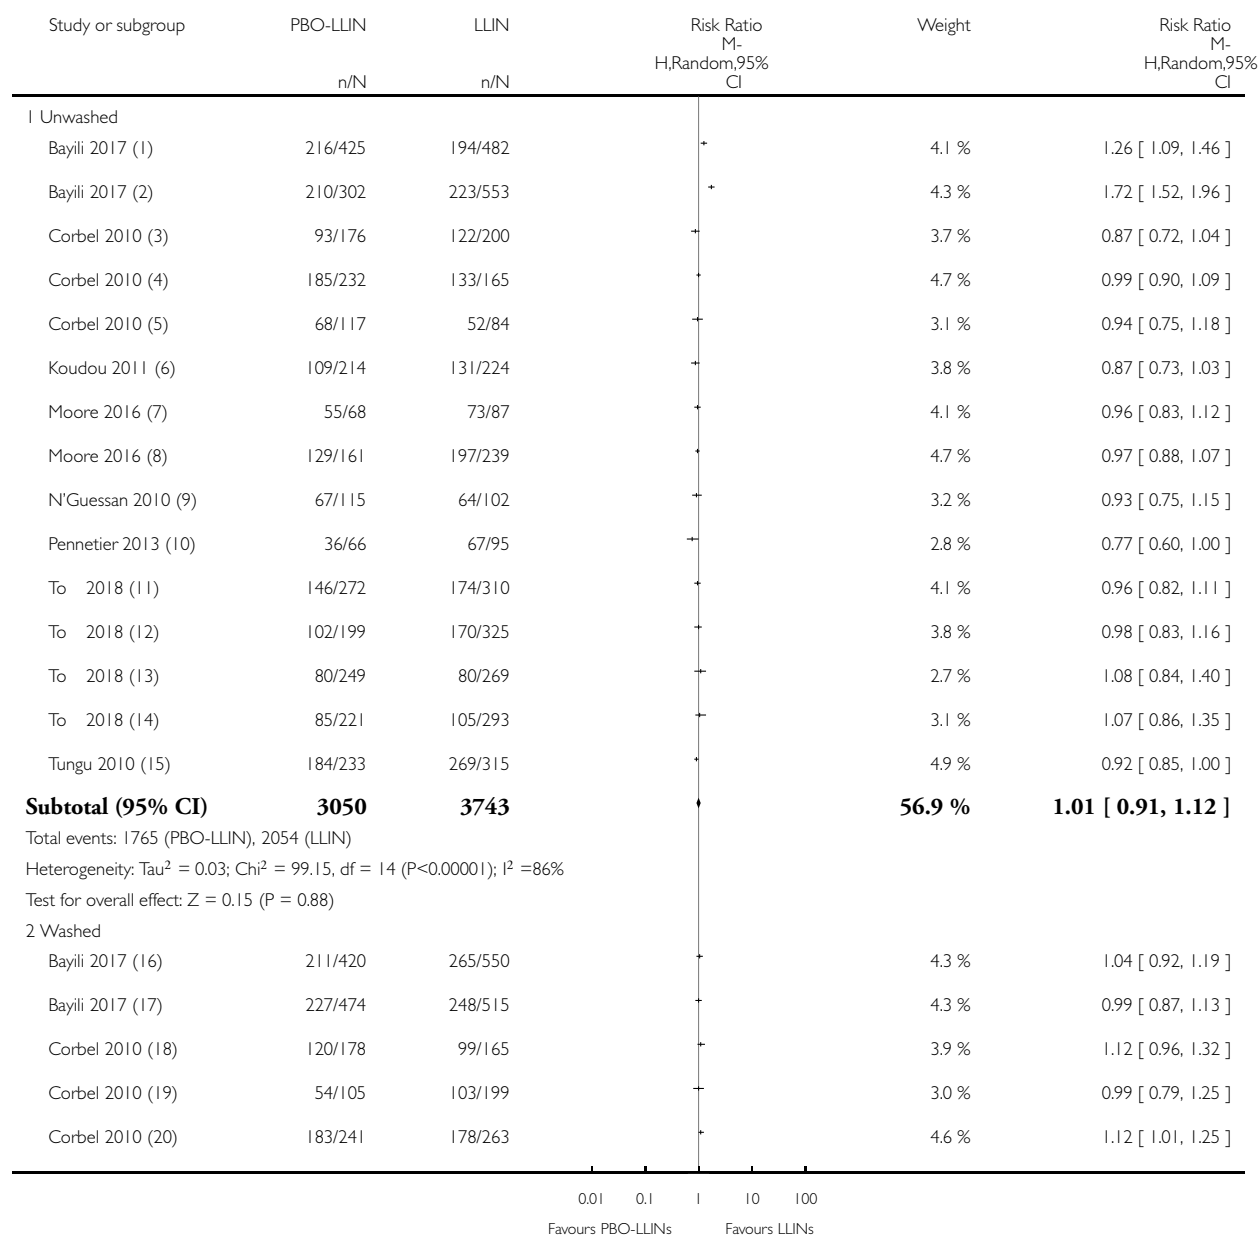 Study or subgroup PBO-LLIN LLIN Risk Ratio Weight Risk Ratio
M- M-
H,Random,95% H,Random,95%
n/N n/N CI CI
1 Unwashed
Bayili 2017 (1) 216/425 194/482 4.1 % 1.26 [ 1.09, 1.46 ]
Bayili 2017 (2) 210/302 223/553 4.3 % 1.72 [ 1.52, 1.96 ]
Corbel 2010 (3) 93/176 122/200 3.7 % 0.87 [ 0.72, 1.04 ]
Corbel 2010 (4) 185/232 133/165 4.7 % 0.99 [ 0.90, 1.09 ]
Corbel 2010 (5) 68/117 52/84 3.1 % 0.94 [ 0.75, 1.18 ]
Koudou 2011 (6) 109/214 131/224 3.8 % 0.87 [ 0.73, 1.03 ]
Moore 2016 (7) 55/68 73/87 4.1 % 0.96 [ 0.83, 1.12 ]
Moore 2016 (8) 129/161 197/239 4.7 % 0.97 [ 0.88, 1.07 ]
N'Guessan 2010 (9) 67/115 64/102 3.2 % 0.93 [ 0.75, 1.15 ]
Pennetier 2013 (10) 36/66 67/95 2.8 % 0.77 [ 0.60, 1.00 ]
To 2018 (11) 146/272 174/310 4.1 % 0.96 [ 0.82, 1.11 ]
To 2018 (12) 102/199 170/325 3.8 % 0.98 [ 0.83, 1.16 ]
To 2018 (13) 80/249 80/269 2.7 % 1.08 [ 0.84, 1.40 ]
To 2018 (14) 85/221 105/293 3.1 % 1.07 [ 0.86, 1.35 ]
Tungu 2010 (15) 184/233 269/315 4.9 % 0.92 [ 0.85, 1.00 ]
Subtotal (95% CI) 3050 3743 56.9 % 1.01 [ 0.91, 1.12 ]
Total events: 1765 (PBO-LLIN), 2054 (LLIN)
Heterogeneity: Tau² = 0.03; Chi² = 99.15, df = 14 (P<0.00001); I² =86%
Test for overall effect: Z = 0.15 (P = 0.88)
2 Washed
Bayili 2017 (16) 211/420 265/550 4.3 % 1.04 [ 0.92, 1.19 ]
Bayili 2017 (17) 227/474 248/515 4.3 % 0.99 [ 0.87, 1.13 ]
Corbel 2010 (18) 120/178 99/165 3.9 % 1.12 [ 0.96, 1.32 ]
Corbel 2010 (19) 54/105 103/199 3.0 % 0.99 [ 0.79, 1.25 ]
Corbel 2010 (20) 183/241 178/263 4.6 % 1.12 [ 1.01, 1.25 ]
0.01 0.1 1 10 100
Favours PBO-LLINs Favours LLINs